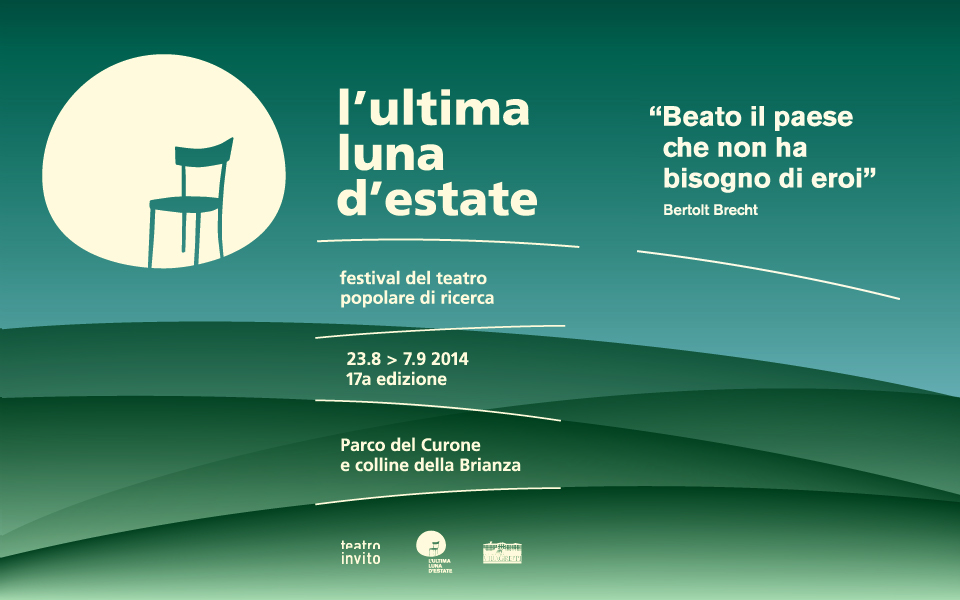 l'ultima
luna
d'estate
festival del teatro
popolare di ricerca
23.8 > 7.9 2014
17a edizione
Parco del Curone
e colline della Brianza
“Beato il paese
che non ha
bisogno di eroi”
Bertolt Brecht
teatro
invito
L'ULTIMA
LUNA
D'ESTATE